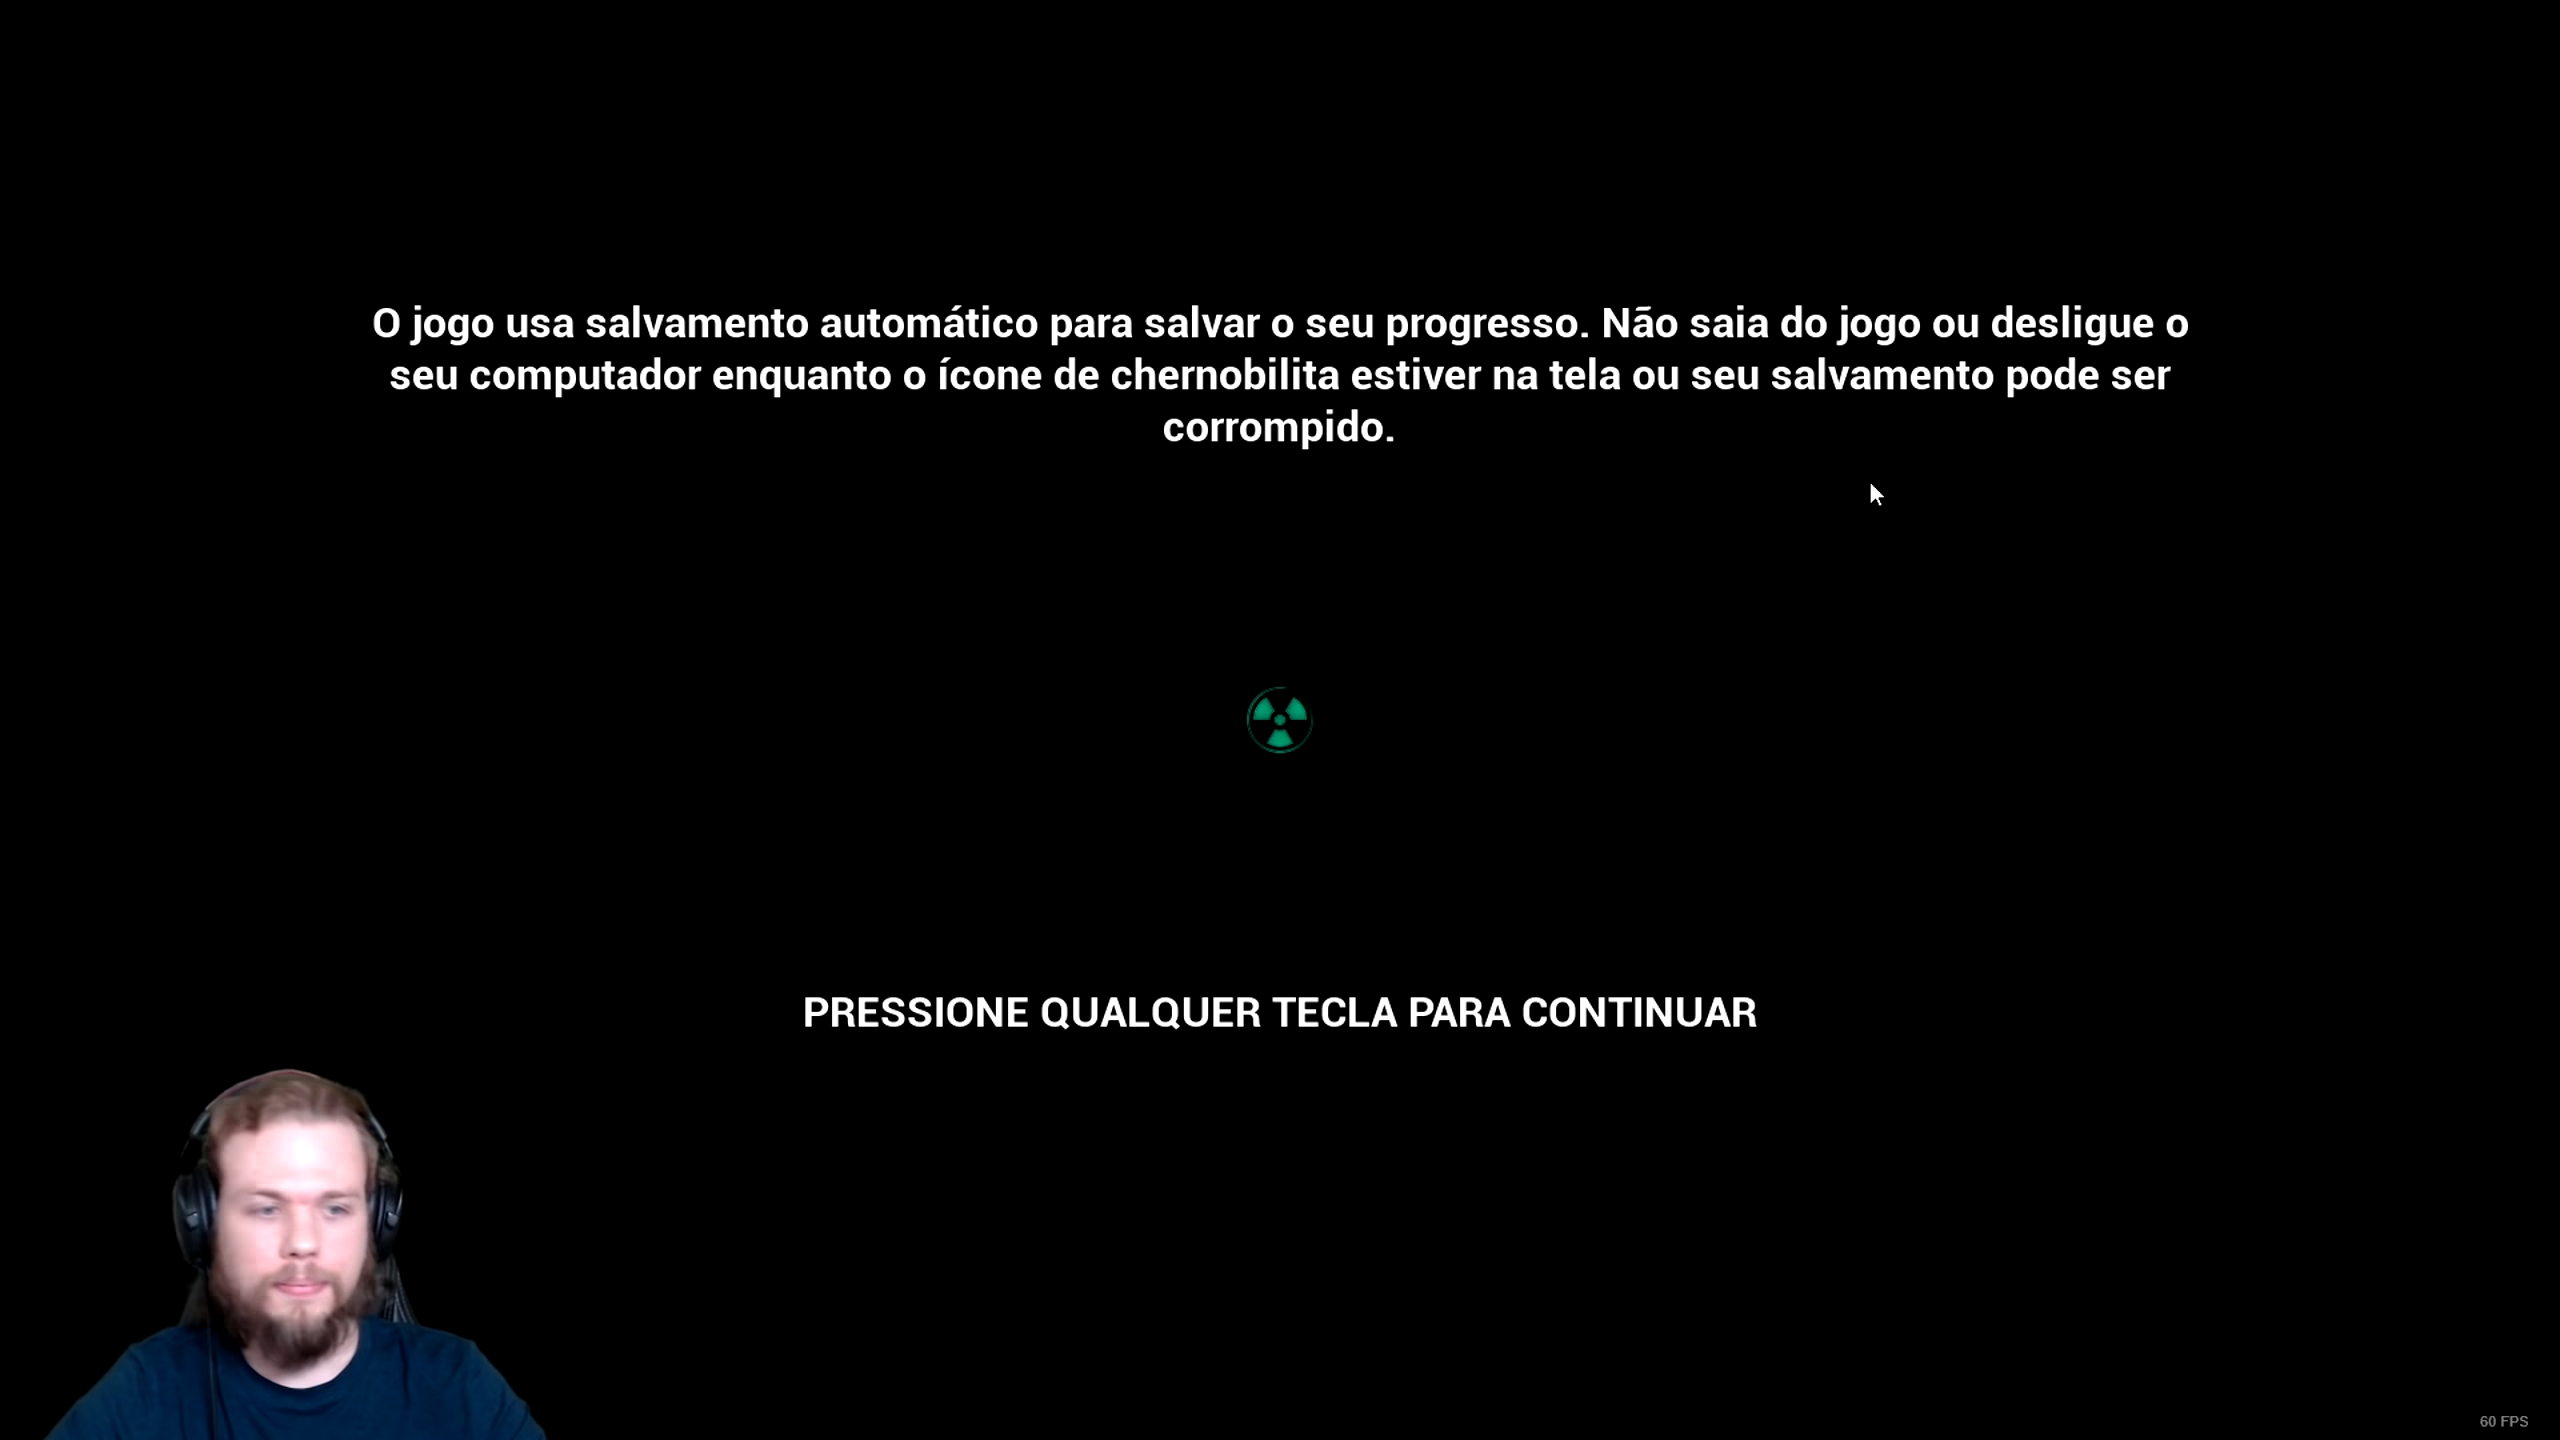 O jogo usa salvamento automático para salvar o seu progresso. Não saia do jogo ou desligue o
seu computador enquanto o ícone de chernobilita estiver na tela ou seu salvamento pode ser
corrompido.
PRESSIONE QUALQUER TECLA PARA CONTINUAR
60 FPS